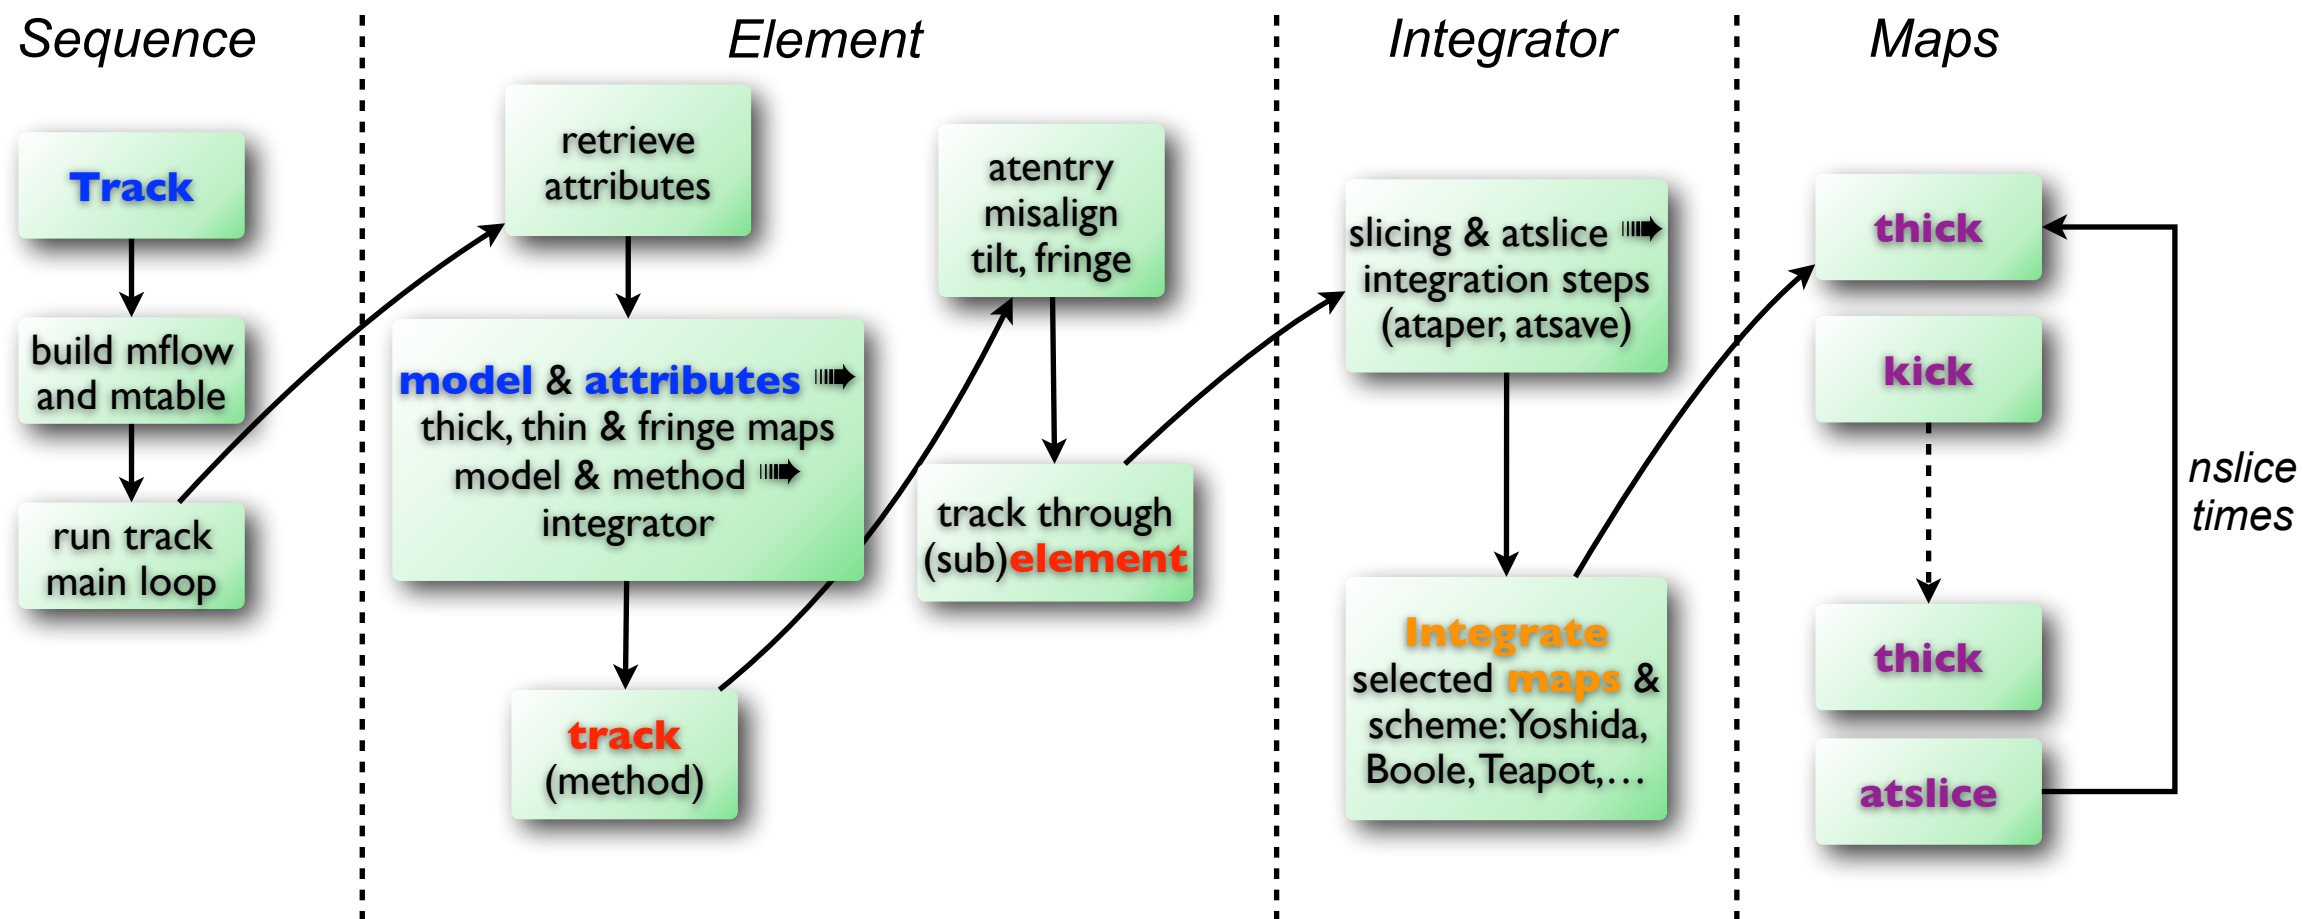 Sequence
Track
build mflow
and mtable
run track
main loop
Element
retrieve
attributes
model & attributes ➠
thick, thin & fringe maps
model & method ➠
integrator
track
(method)
atentry
misalign
tilt, fringe
track through
(sub)element
Integrator
slicing & atslice ➠
integration steps
(ataper, atsave)
Integrate
selected maps &
scheme: Yoshida,
Boole, Teapot,...
Maps
thick
kick
thick
atslice
nslice
times